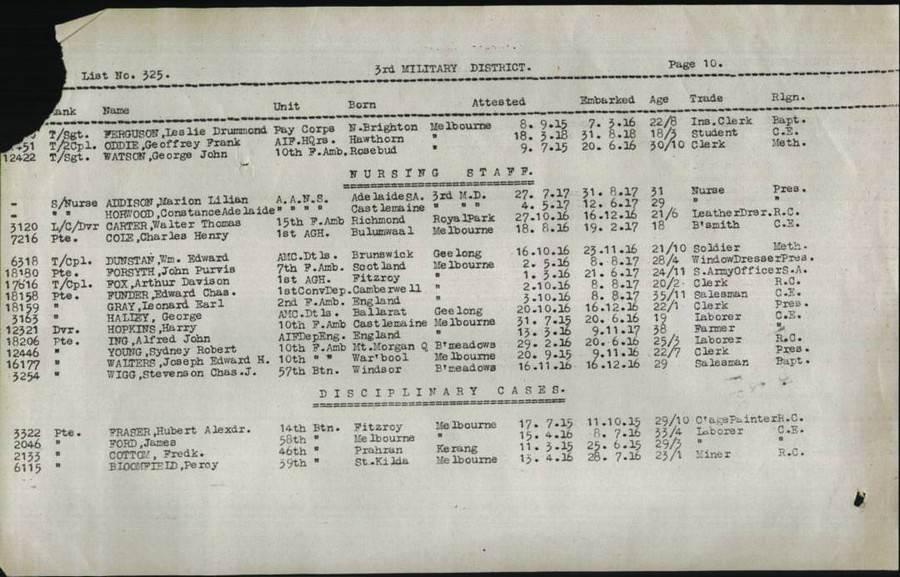 List No. 325. 3rd MILITARY DISTRICT. Page 10.
ank Name Unit Born Attested Embarked Age Trade Rlgn.
T/Sgt. FERGUSON,Leslie Drummond Pay Corps N.Brighton Melbourne 8. 9.15 7. 3.16 22/8 Ins.Clerk Bapt.
451 T/2Cpl. ODDIE,Geoffrey Frank AIF.HQrs. Hawthorn " 18. 3.18 31. 8.18 18/3 Student C.E.
12422 T/Sgt. WATSON,George John 10th F.Amb. Rosebud " 9. 7.15 20. 6.16 30/10 Clerk Meth.
NURSING STAFF.
- S/Nurse ADDISON,Marion Lilian A.A.N.S. AdelaideSA. 3rd M.D. 27. 7.17 31. 8.17 31 Nurse Pres.
- " " HORWOOD,ConstanceAdelaide " " " " Castlemaine " " 4. 5.17 12. 6.17 29 " "
3120 L/C/Dvr CARTER,Walter Thomas 15th F.Amb Richmond RoyalPark 27.10.16 16.12.16 21/6 LeatherDrsr.R.C.
7216 Pte. COLE,Charles Henry 1st AGH. Bulumwaal Melbourne 18. 8.16 19. 2.17 18 B'smith C.E.
6318 T/Cpl. DUNSTAN,Wm. Edward AMC.Dtls. Brunswick Geelong 16.10.16 23.11.16 21/10 Soldier Meth.
18180 Pte. FORSYTH,John Purvis 7th F.Amb. Scotland Melbourne 2. 5.16 8. 8.17 28/4 WindowDresserPres.
17616 T/Cpl. FOX,Arthur Davison 1st AGH. Fitzroy " 1. 3.16 21. 6.17 24/11 S.ArmyOfficerS.A.
18158 Pte. FUNDER,Edward Chas. 1stConvDep.Camberwell " 2.10.16 8. 8.17 20/2 Clerk R.C.
18159 " GRAY,Leonard Earl 2nd F.Amb. England " 3.10.16 8. 8.17 35/11 Salesman C.E.
3163 " HALLEY, George AMC.Dtls. Ballarat Geelong 20.10.16 16.12.16 22/1 Clerk Pres.
12321 Dvr. HOPKINS,Harry 10th F.Amb Castlemaine Melbourne 31. 7.15 20. 6.16 19 Laborer C.E.
18206 Pte. ING,Alfred John AIFDepEng. England " 13. 3.16 9.11.17 38 Farmer "
12446 " YOUNG,Sydney Robert 10th F.Amb Mt.Morgan Q B'meadows 29. 2.16 20. 6.16 25/3 Laborer R.C.
16177 " WALTERS,Joseph Edward H. 10th " " War'bool Melbourne 20. 9.15 9.11.16 22/7 Clerk Pres.
3254 " WIGG,Stevenson Chas.J. 57th Btn. Windsor B'meadows 16.11.16 16.12.16 29 Salesman Bapt.
DISCIPLINARY CASES.
3322 Pte. FRASER,Hubert Alexdr. 14th Btn. Fitzroy Melbourne 17. 7.15 11.10.15 29/10 C'agePainterR.C.
2046 " FORD,James 58th " Melbourne " 15. 4.16 8. 7.16 33/4 Laborer C.E.
2133 " COTTOM, Fredk. 46th " Prahran Kerang 11. 3.15 25. 6.15 29/3 " "
6115 " BLOOMFIELD,Percy 39th " St.Kilda Melbourne 13. 4.16 28. 7.16 23/1 Miner R.C.